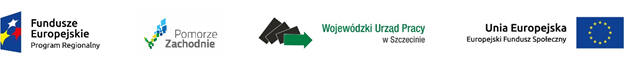 Fundusze
Europejskie
Program Regionalny
Pomorze
Zachodnie
Wojewódzki Urząd Pracy
w Szczecinie
Unia Europejska
Europejski Fundusz Społeczny